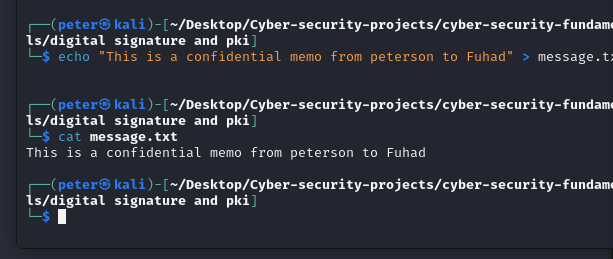 ┌──(peter㉿kali)-[~/Desktop/Cyber-security-projects/cyber-security-fundame
ls/digital signature and pki]
└─$ echo "This is a confidential memo from peterson to Fuhad" > message.tx
┌──(peter㉿kali)-[~/Desktop/Cyber-security-projects/cyber-security-fundame
ls/digital signature and pki]
└─$ cat message.txt
This is a confidential memo from peterson to Fuhad
┌──(peter㉿kali)-[~/Desktop/Cyber-security-projects/cyber-security-fundame
ls/digital signature and pki]
└─$